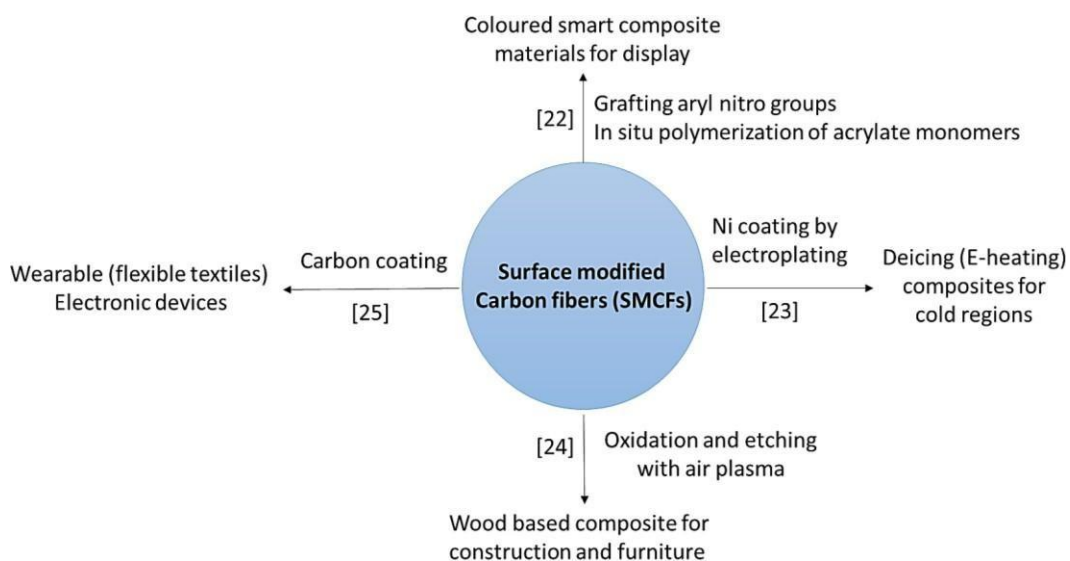 Coloured smart composite
materials for display
[22]
Grafting aryl nitro groups
In situ polymerization of acrylate monomers
Ni coating by
electroplating
[23]
Deicing (E-heating)
composites for
cold regions
Surface modified
Carbon fibers (SMCFs)
Carbon coating
[25]
Wearable (flexible textiles)
Electronic devices
[24]
Oxidation and etching
with air plasma
Wood based composite for
construction and furniture